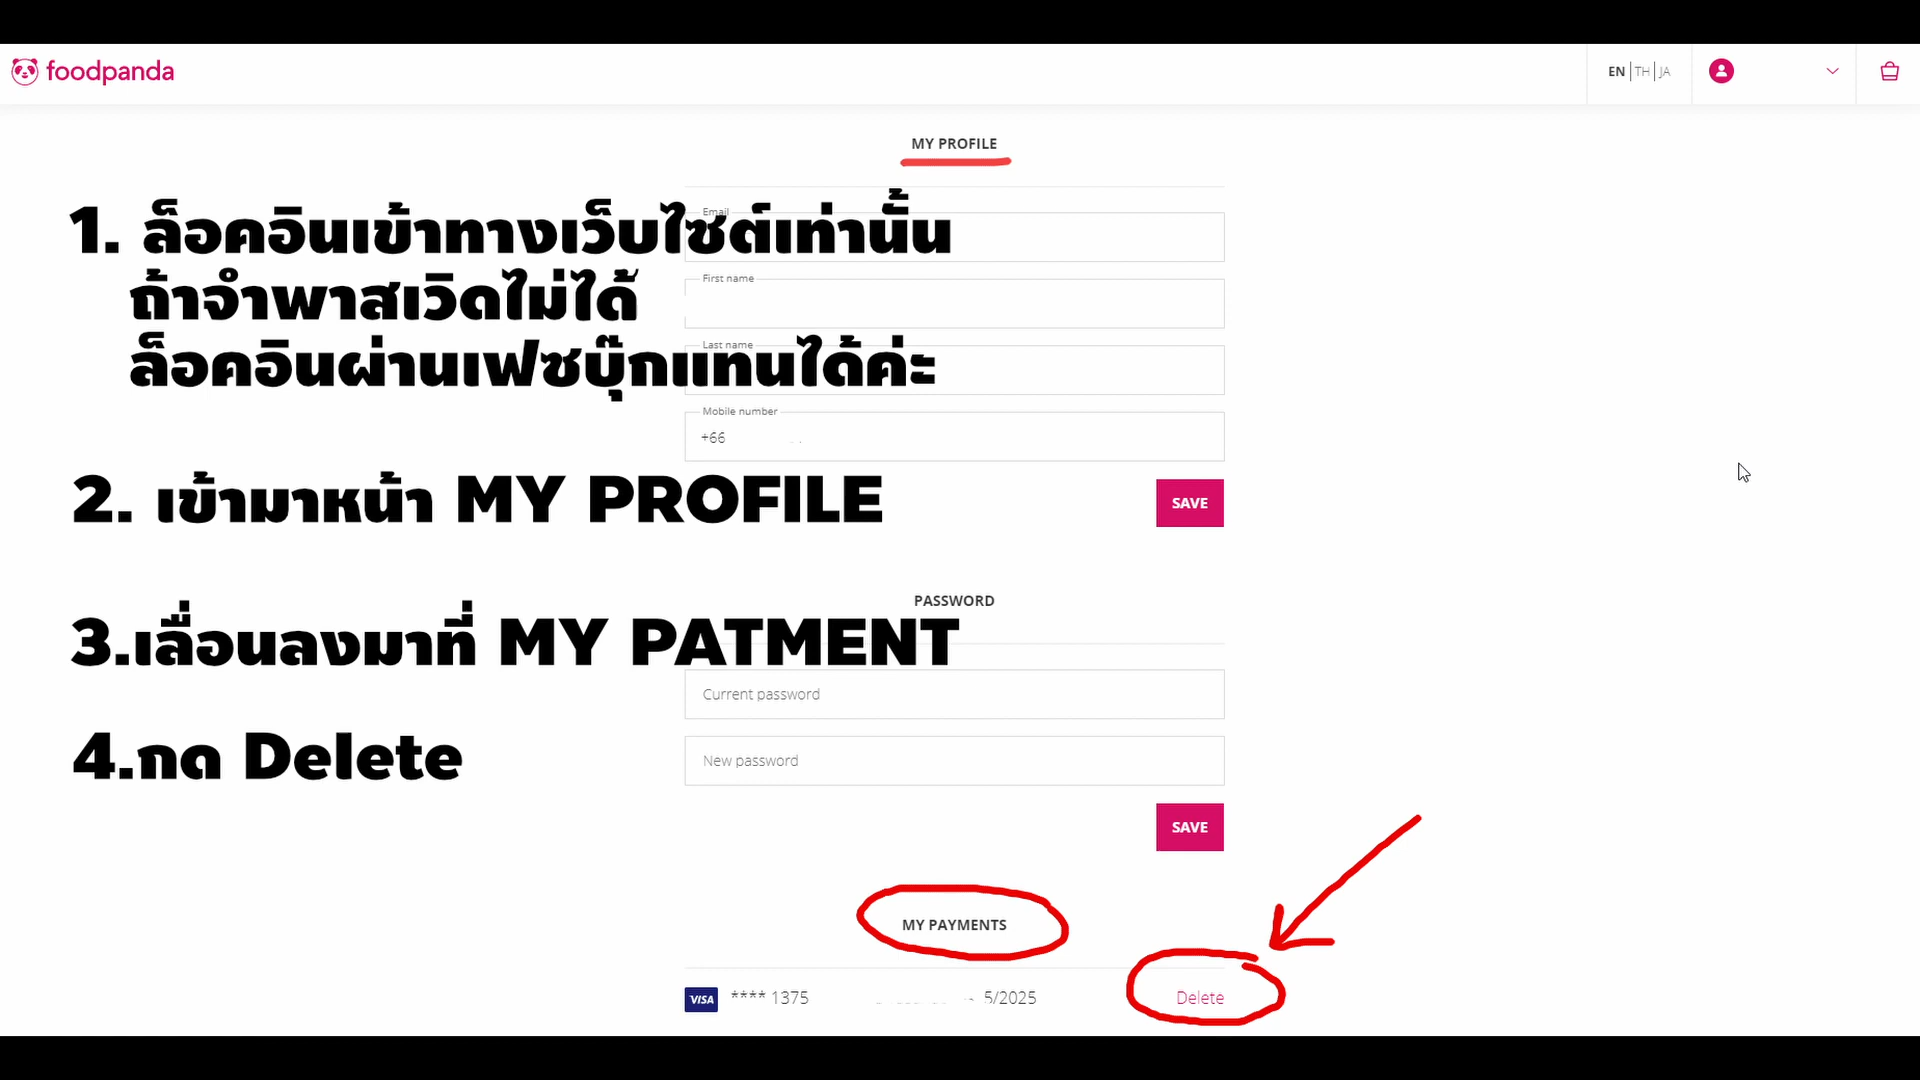 foodpanda
EN TH JA
MY PROFILE
Email
1. ล็อคอินเข้าทางเว็บไซต์เท่านั้น
First name
ถ้าจำพาสเวิดไม่ได้
Last name
ล็อคอินผ่านเฟซบุ๊กแทนได้ค่ะ
Mobile number
+66
2. เข้ามาหน้า MY PROFILE
SAVE
PASSWORD
3.เลื่อนลงมาที่ MY PATMENT
Current password
4.กด Delete
New password
SAVE
MY PAYMENTS
VISA **** 1375 5/2025 Delete